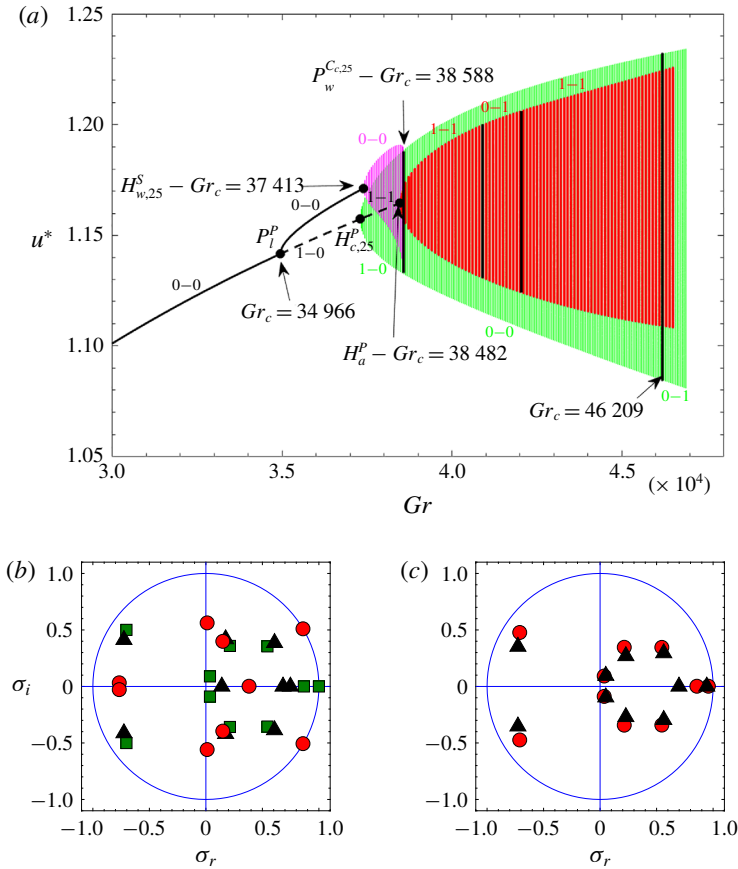 (a)
1.25
1.20
1.15
1.10
1.05
u*
P_w^{C_{c,25}} − Gr_c = 38 588
0–1
1–1
1–1
0–0
H^S_{w,25} − Gr_c = 37 413
1–1
0–0
P_l^P
H^P_{c,25}
1–0
0–0
1–0
Gr_c = 34 966
0–0
H_a^P − Gr_c = 38 482
0–1
Gr_c = 46 209
3.0
3.5
4.0
4.5
(× 10⁴)
Gr
(b)
1.0
0.5
σ_i 0
−0.5
−1.0
−1.0 −0.5 0 0.5 1.0
σ_r
(c)
1.0
0.5
0
−0.5
−1.0
−1.0 −0.5 0 0.5 1.0
σ_r